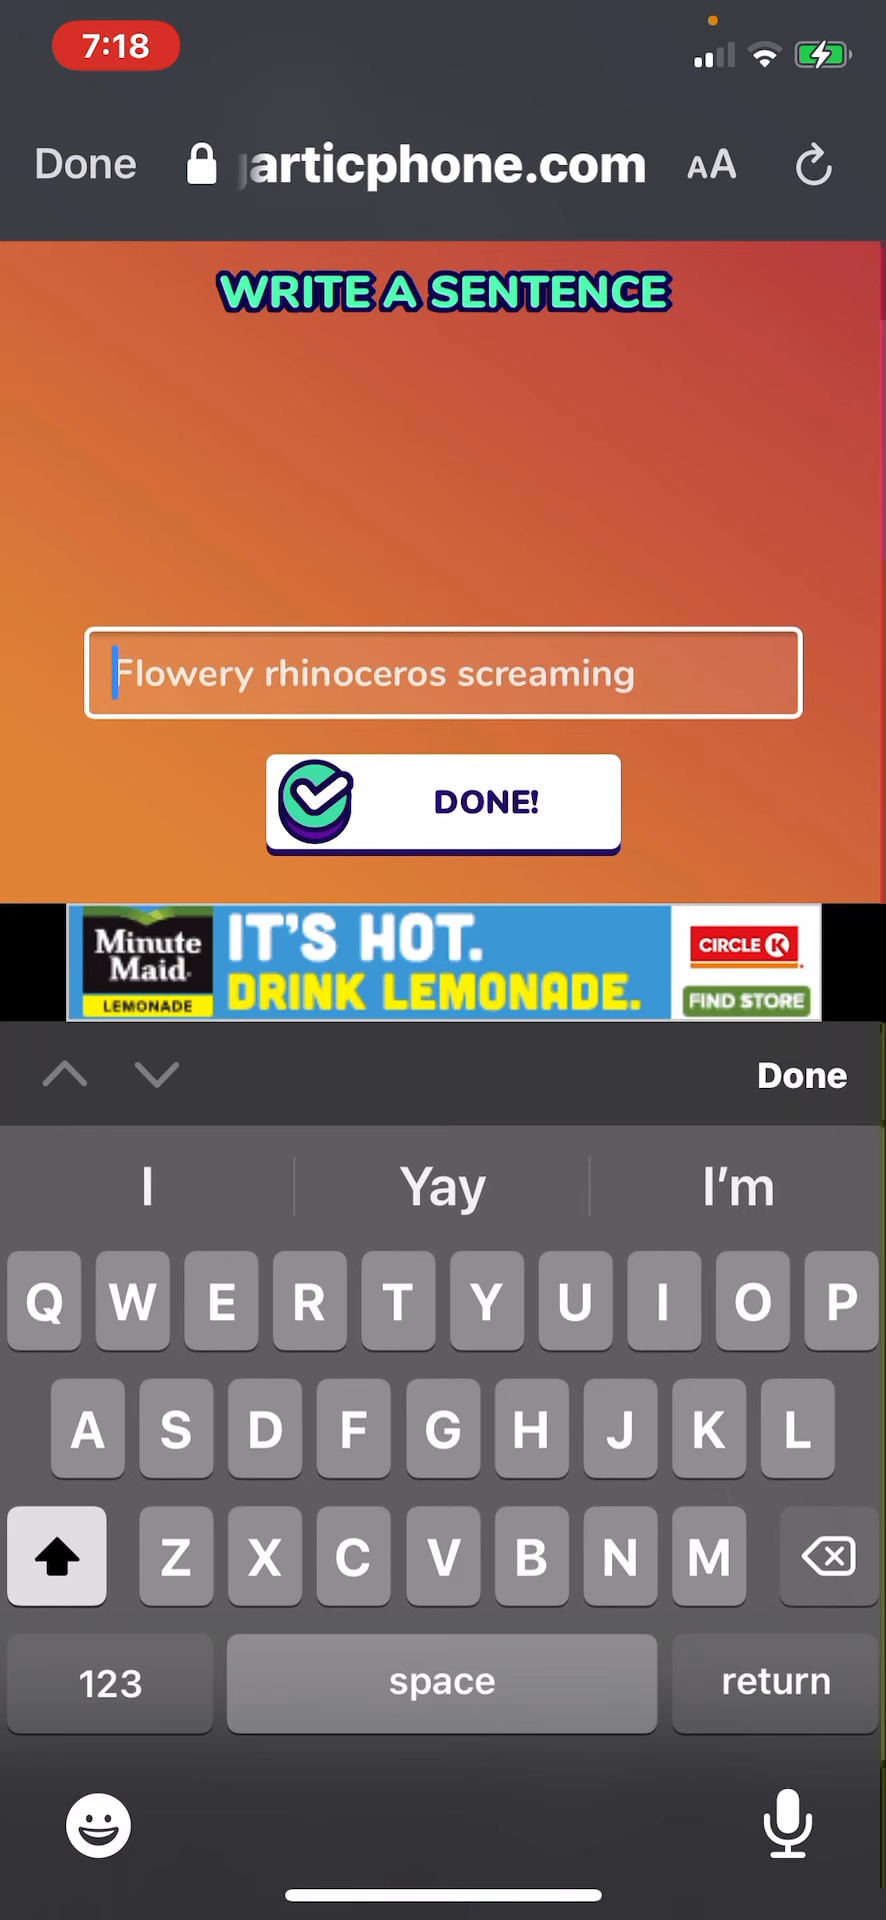 7:18
Done articphone.com AA
WRITE A SENTENCE
Flowery rhinoceros screaming
DONE!
Minute Maid
LEMONADE
IT'S HOT.
DRINK LEMONADE.
CIRCLE K
FIND STORE
Done
I Yay I'm
Q W E R T Y U I O P
A S D F G H J K L
Z X C V B N M
123 space return